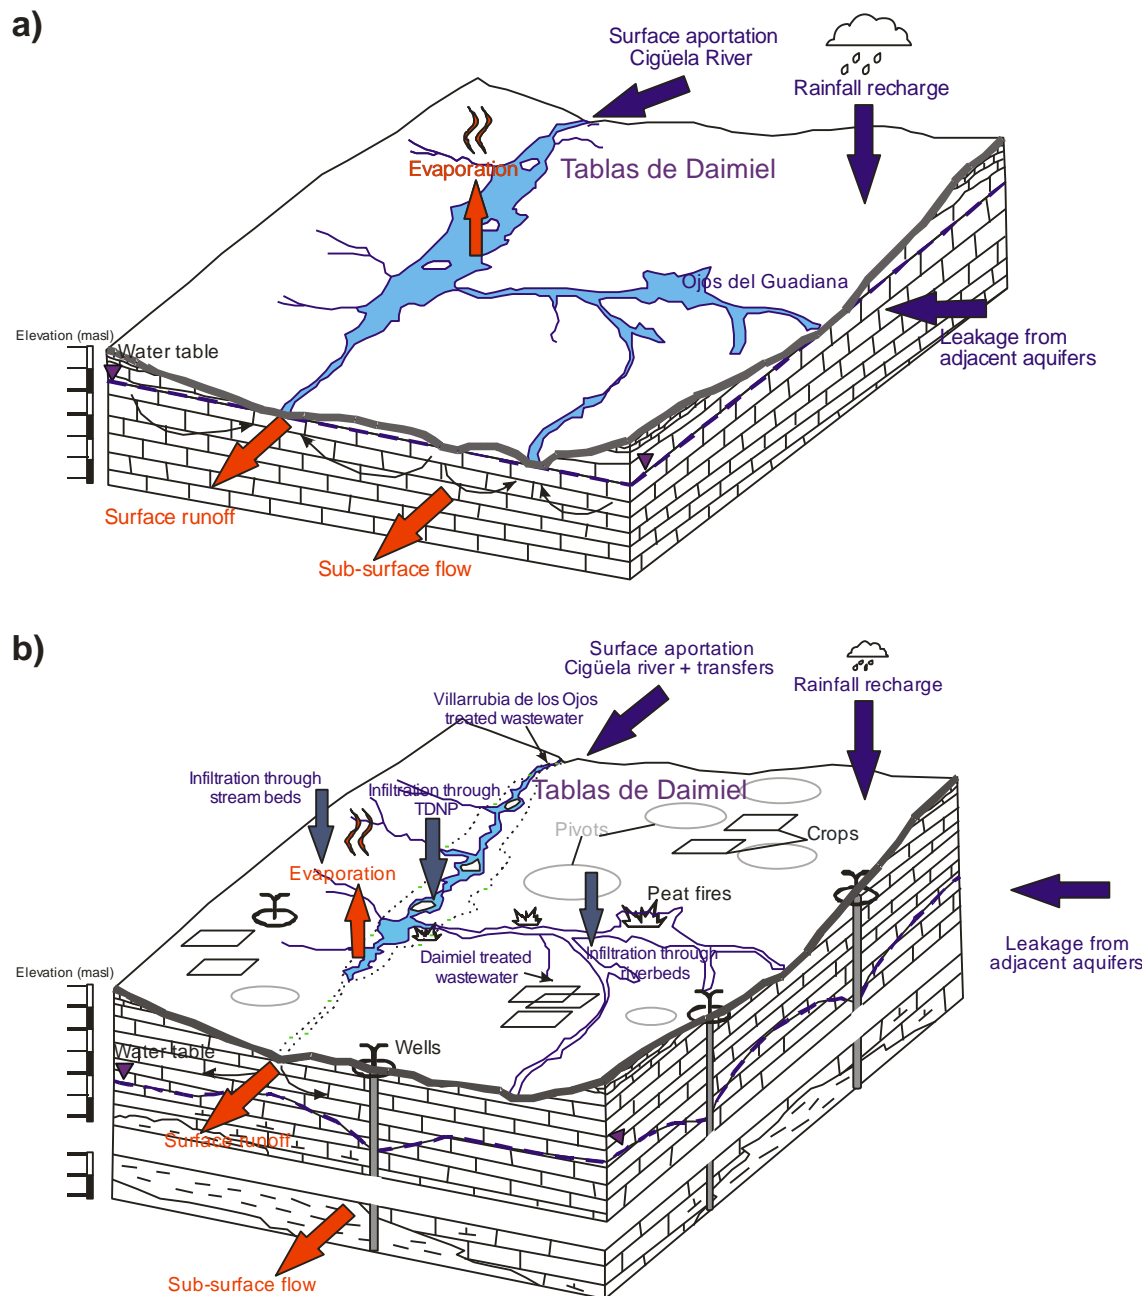 a)
Surface aportation
Cigüela River
Rainfall recharge
Evaporation
Tablas de Daimiel
Ojos del Guadiana
Elevation (masl)
Water table
Leakage from
adjacent aquifers
Surface runoff
Sub-surface flow
b)
Surface aportation
Cigüela river + transfers
Rainfall recharge
Villarrubia de los Ojos
treated wastewater
Infiltration through
stream beds
Infiltration through
TDNP
Tablas de Daimiel
Pivots
Crops
Evaporation
Peat fires
Daimiel treated
wastewater
Infiltration through
riverbeds
Leakage from
adjacent aquifers
Elevation (masl)
Water table
Wells
Surface runoff
Sub-surface flow